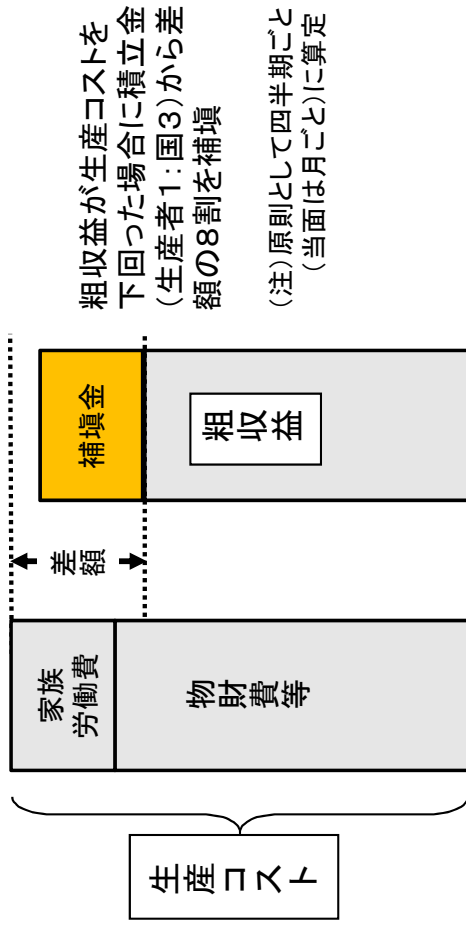 生産コスト
家族
労働費
物財費等
差額
補填金
粗収益
粗収益が生産コストを
下回った場合に積立金
(生産者1:国3)から差
額の8割を補填
(注)原則として四半期ごと
(当面は月ごと)に算定